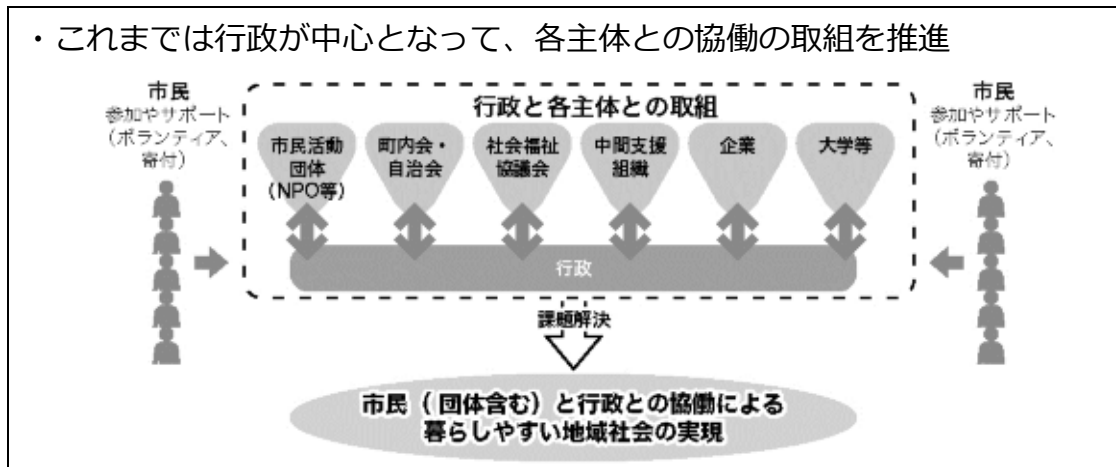 ・これまでは行政が中心となって、各主体との協働の取組を推進
市民
参加やサポート
（ボランティア、
寄付）
行政と各主体との取組
市民活動
団体
（NPO等）
町内会・
自治会
社会福祉
協議会
中間支援
組織
企業
大学等
市民
参加やサポート
（ボランティア、
寄付）
行政
課題解決
市民（団体含む）と行政との協働による
暮らしやすい地域社会の実現